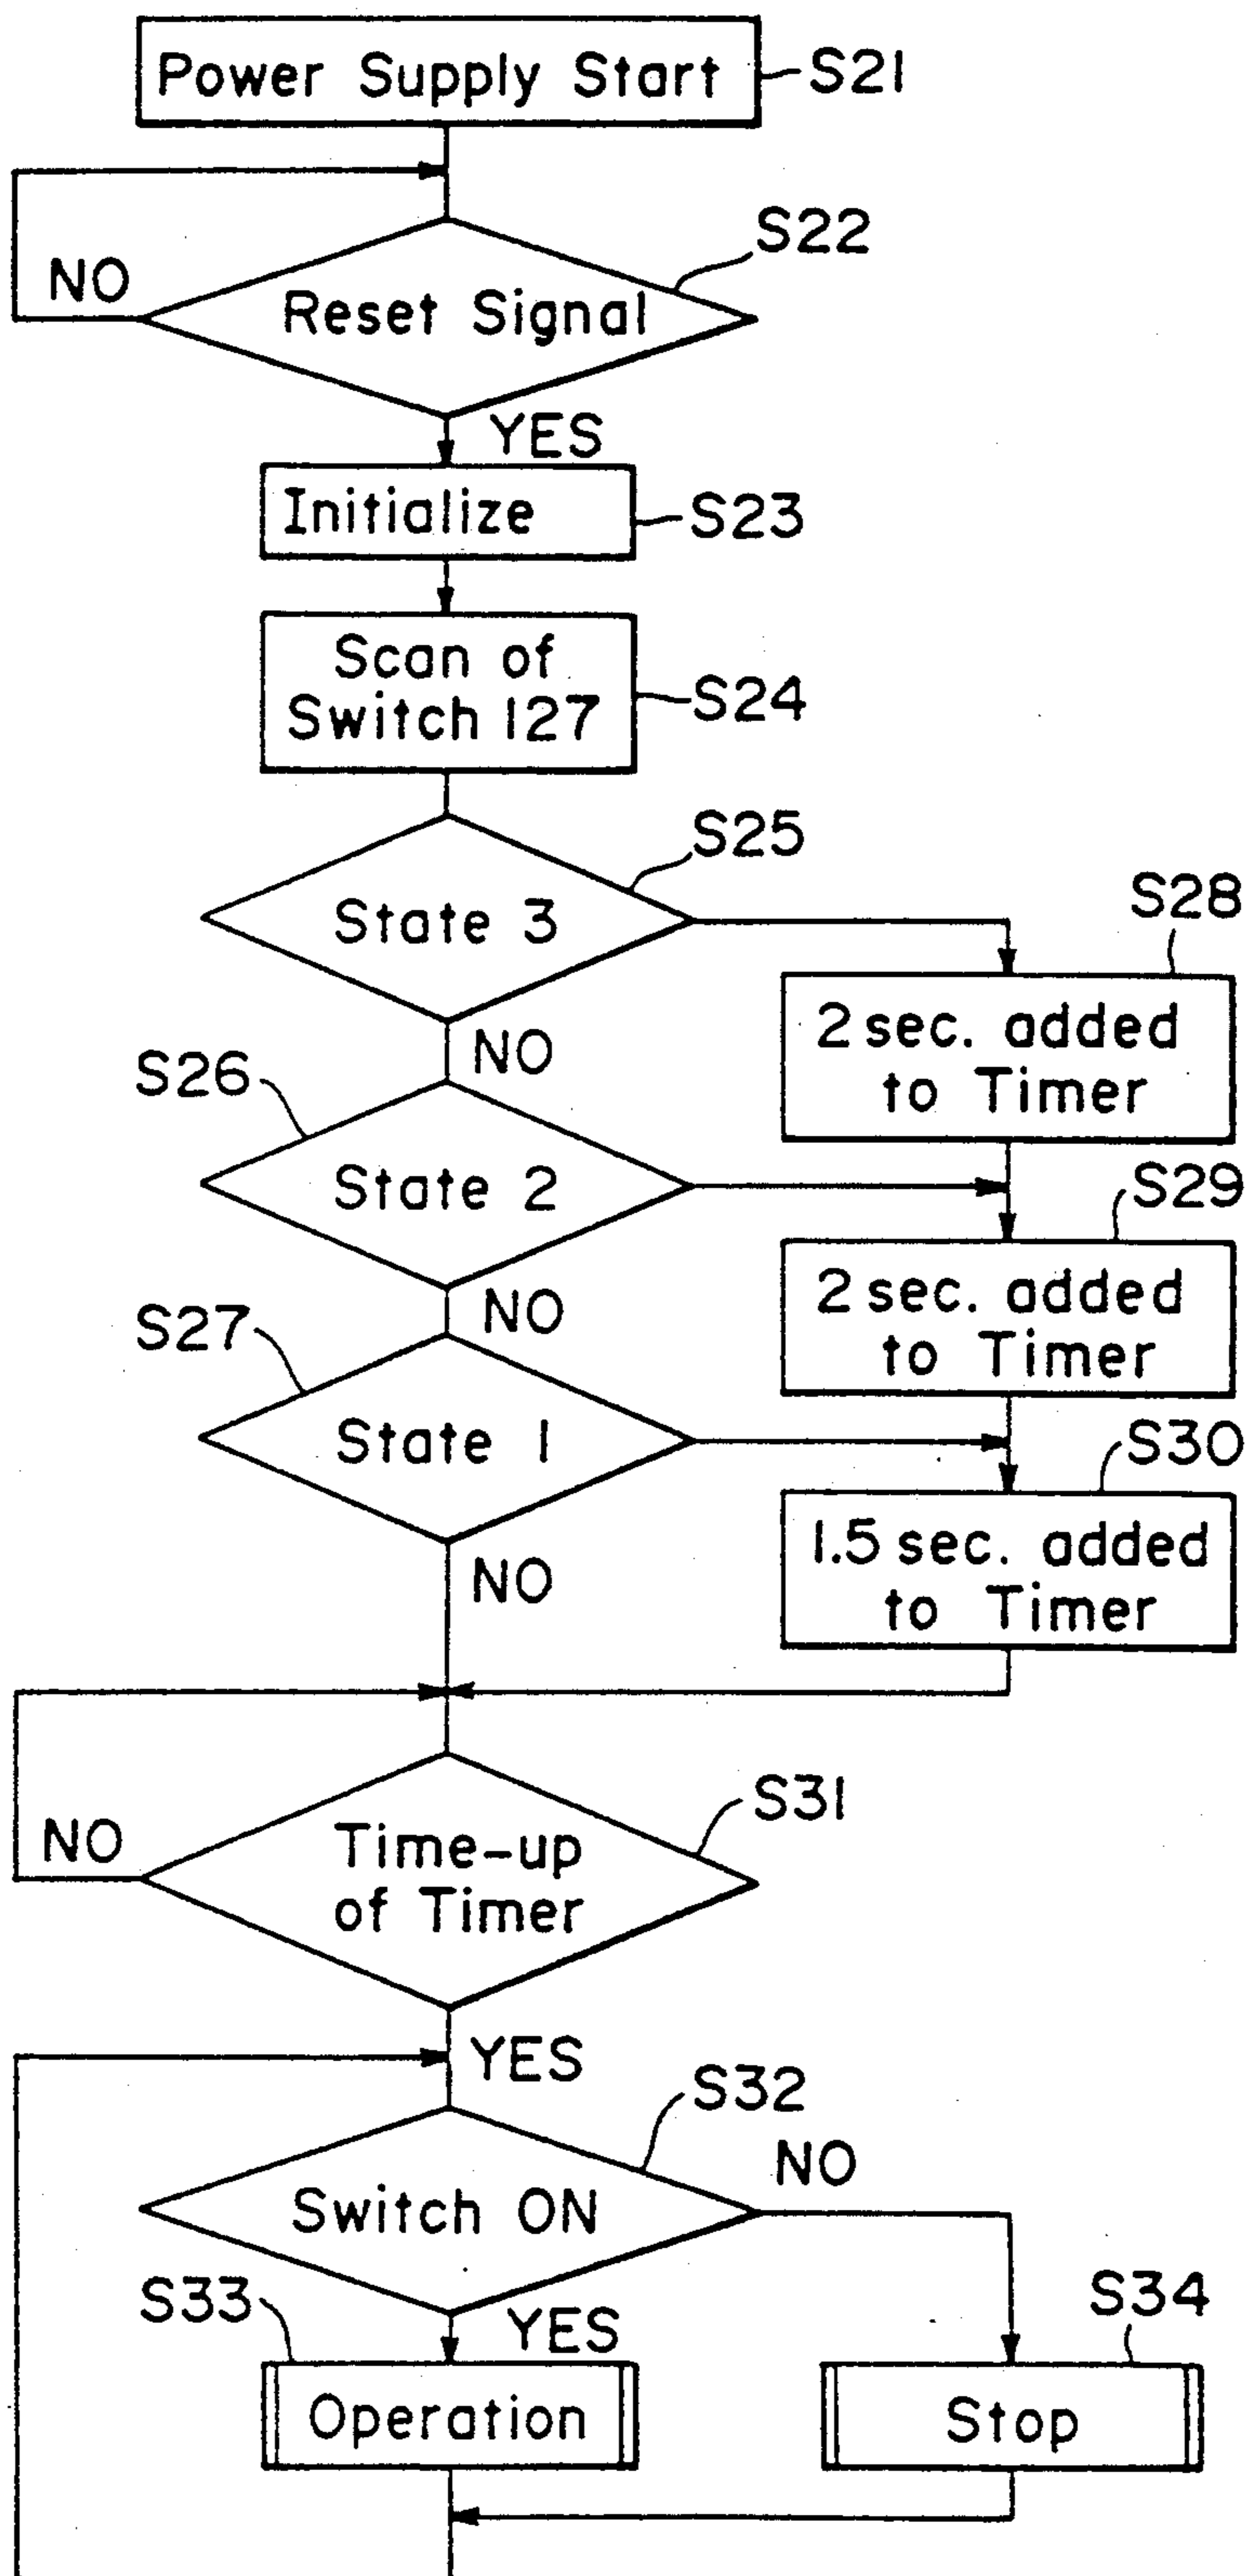 Power Supply Start
S21
S22
NO
Reset Signal
YES
Initialize
S23
Scan of
Switch 127
S24
S25
State 3
S28
2 sec. added
to Timer
NO
S26
State 2
S29
2 sec. added
to Timer
NO
S27
State 1
S30
1.5 sec. added
to Timer
NO
S31
NO
Time-up
of Timer
YES
S32
NO
Switch ON
S33
YES
S34
Operation
Stop